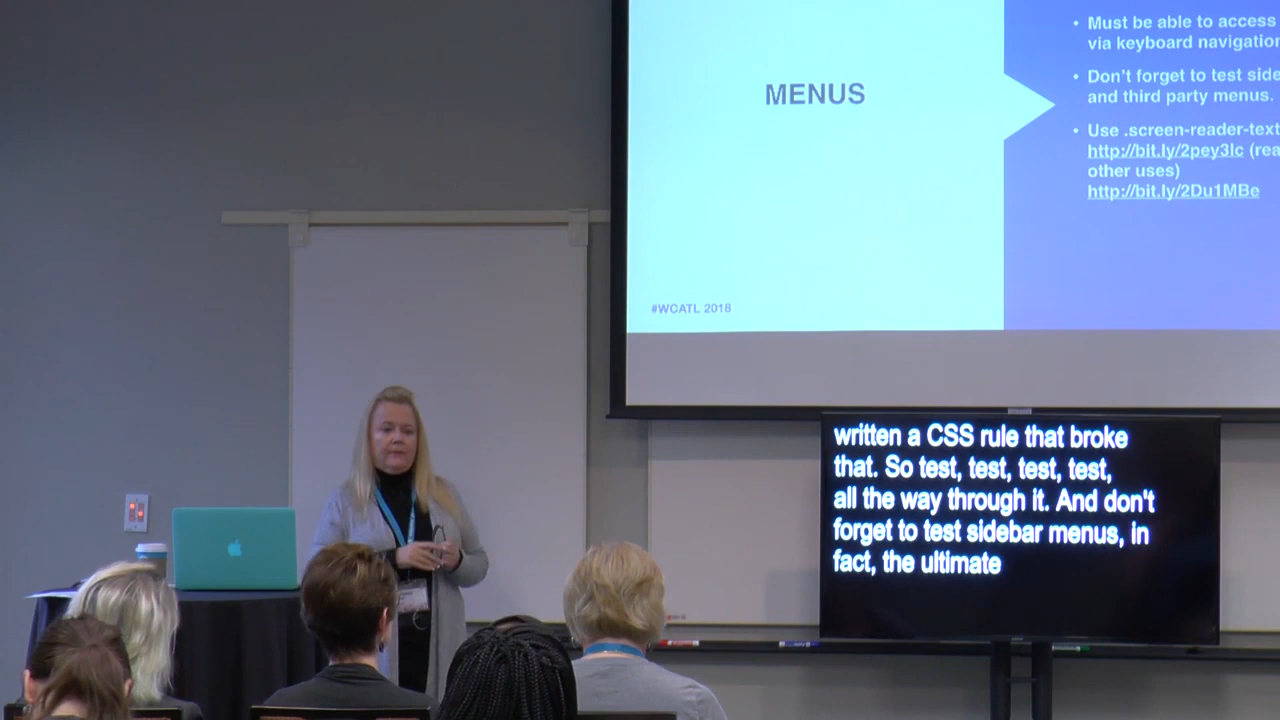 MENUS
#WCATL 2018
• Must be able to access
via keyboard navigation
• Don't forget to test side
and third party menus.
• Use .screen-reader-text
http://bit.ly/2pey3Ic (rea
other uses)
http://bit.ly/2Du1MBe
written a CSS rule that broke
that. So test, test, test, test,
all the way through it. And don't
forget to test sidebar menus, in
fact, the ultimate